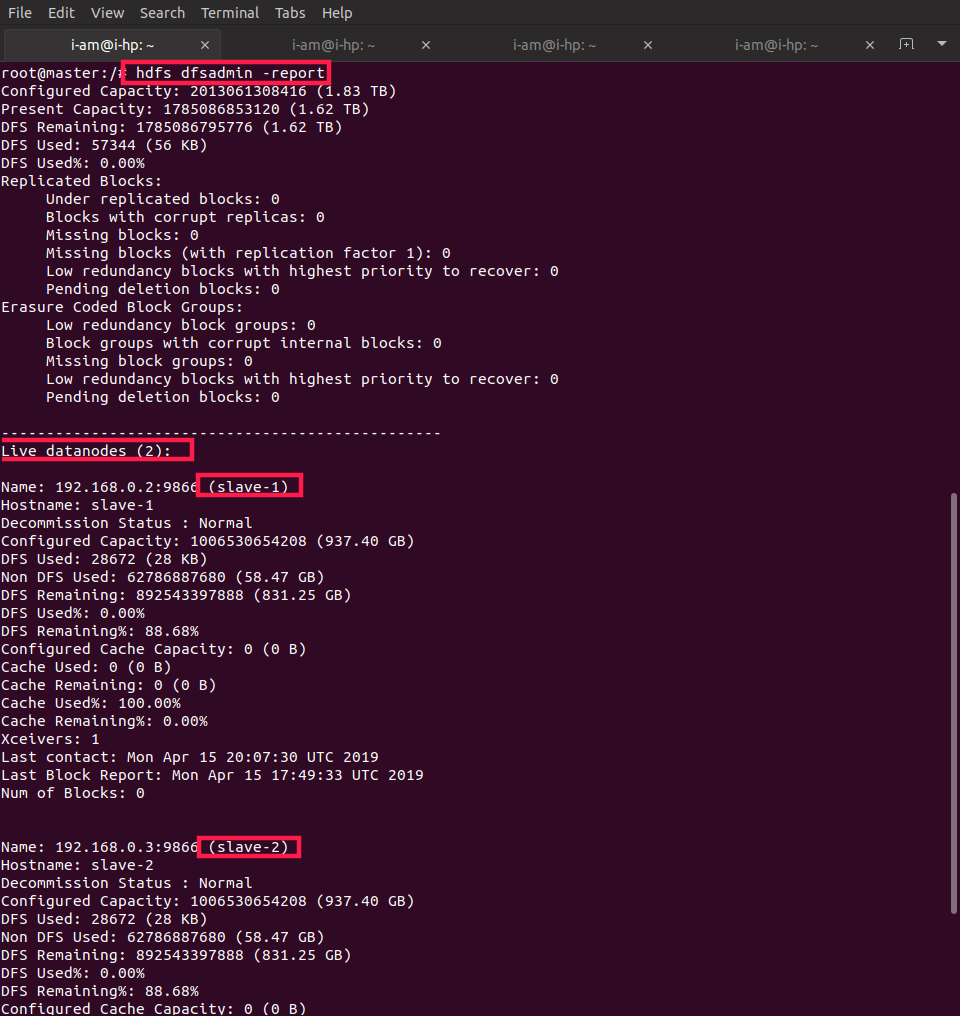 File Edit View Search Terminal Tabs Help
i-am@i-hp: ~ × i-am@i-hp: ~ × i-am@i-hp: ~ × i-am@i-hp: ~ ×
root@master:/# hdfs dfsadmin -report
Configured Capacity: 2013061308416 (1.83 TB)
Present Capacity: 1785086853120 (1.62 TB)
DFS Remaining: 1785086795776 (1.62 TB)
DFS Used: 57344 (56 KB)
DFS Used%: 0.00%
Replicated Blocks:
Under replicated blocks: 0
Blocks with corrupt replicas: 0
Missing blocks: 0
Missing blocks (with replication factor 1): 0
Low redundancy blocks with highest priority to recover: 0
Pending deletion blocks: 0
Erasure Coded Block Groups:
Low redundancy block groups: 0
Block groups with corrupt internal blocks: 0
Missing block groups: 0
Low redundancy blocks with highest priority to recover: 0
Pending deletion blocks: 0
-------------------------------------------------
Live datanodes (2):
Name: 192.168.0.2:9866 (slave-1)
Hostname: slave-1
Decommission Status : Normal
Configured Capacity: 1006530654208 (937.40 GB)
DFS Used: 28672 (28 KB)
Non DFS Used: 62786887680 (58.47 GB)
DFS Remaining: 892543397888 (831.25 GB)
DFS Used%: 0.00%
DFS Remaining%: 88.68%
Configured Cache Capacity: 0 (0 B)
Cache Used: 0 (0 B)
Cache Remaining: 0 (0 B)
Cache Used%: 100.00%
Cache Remaining%: 0.00%
Xceivers: 1
Last contact: Mon Apr 15 20:07:30 UTC 2019
Last Block Report: Mon Apr 15 17:49:33 UTC 2019
Num of Blocks: 0
Name: 192.168.0.3:9866 (slave-2)
Hostname: slave-2
Decommission Status : Normal
Configured Capacity: 1006530654208 (937.40 GB)
DFS Used: 28672 (28 KB)
Non DFS Used: 62786887680 (58.47 GB)
DFS Remaining: 892543397888 (831.25 GB)
DFS Used%: 0.00%
DFS Remaining%: 88.68%
Configured Cache Capacity: 0 (0 B)